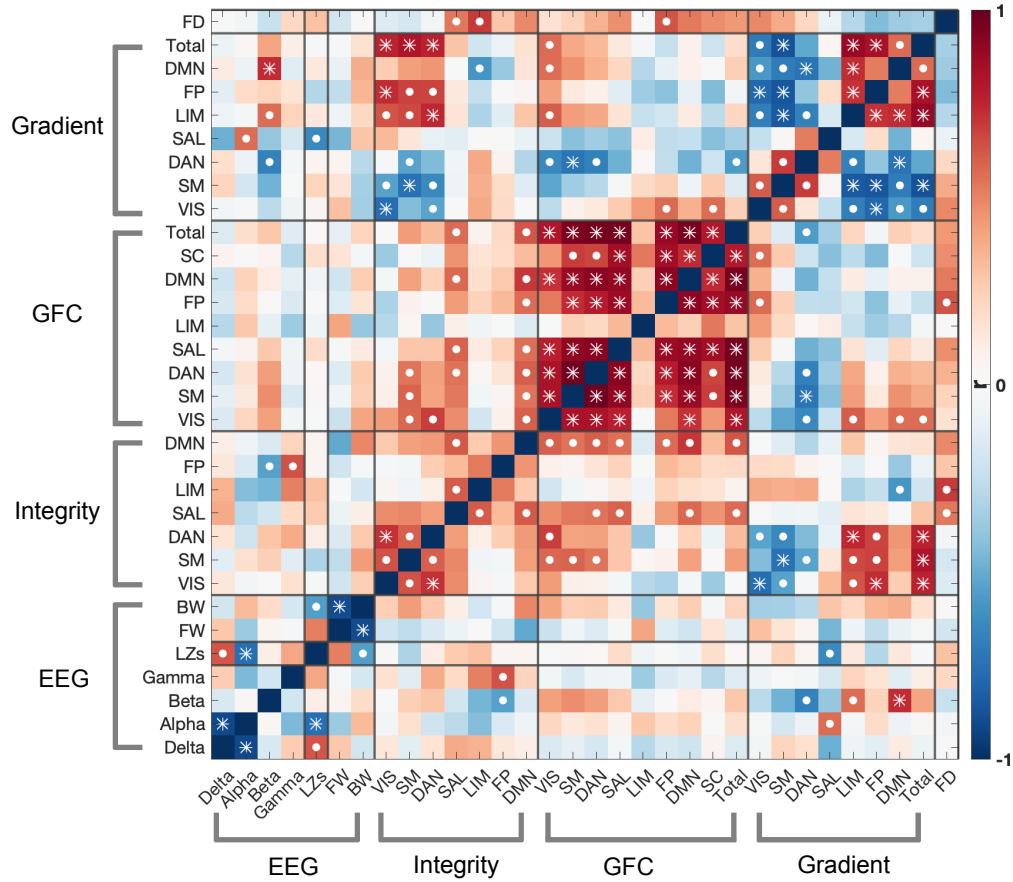 FD
Total
DMN
FP
LIM
SAL
DAN
SM
VIS
Total
SC
DMN
FP
LIM
SAL
DAN
SM
VIS
DMN
FP
LIM
SAL
DAN
SM
VIS
BW
FW
LZs
Gamma
Beta
Alpha
Delta
Gradient
GFC
Integrity
EEG
Delta
Alpha
Beta
Gamma
LZs
FW
BW
VIS
SM
DAN
SAL
LIM
FP
DMN
VIS
SM
DAN
SAL
LIM
FP
DMN
SC
Total
VIS
SM
DAN
SAL
LIM
FP
DMN
Total
FD
EEG
Integrity
GFC
Gradient
1
0
-1
r